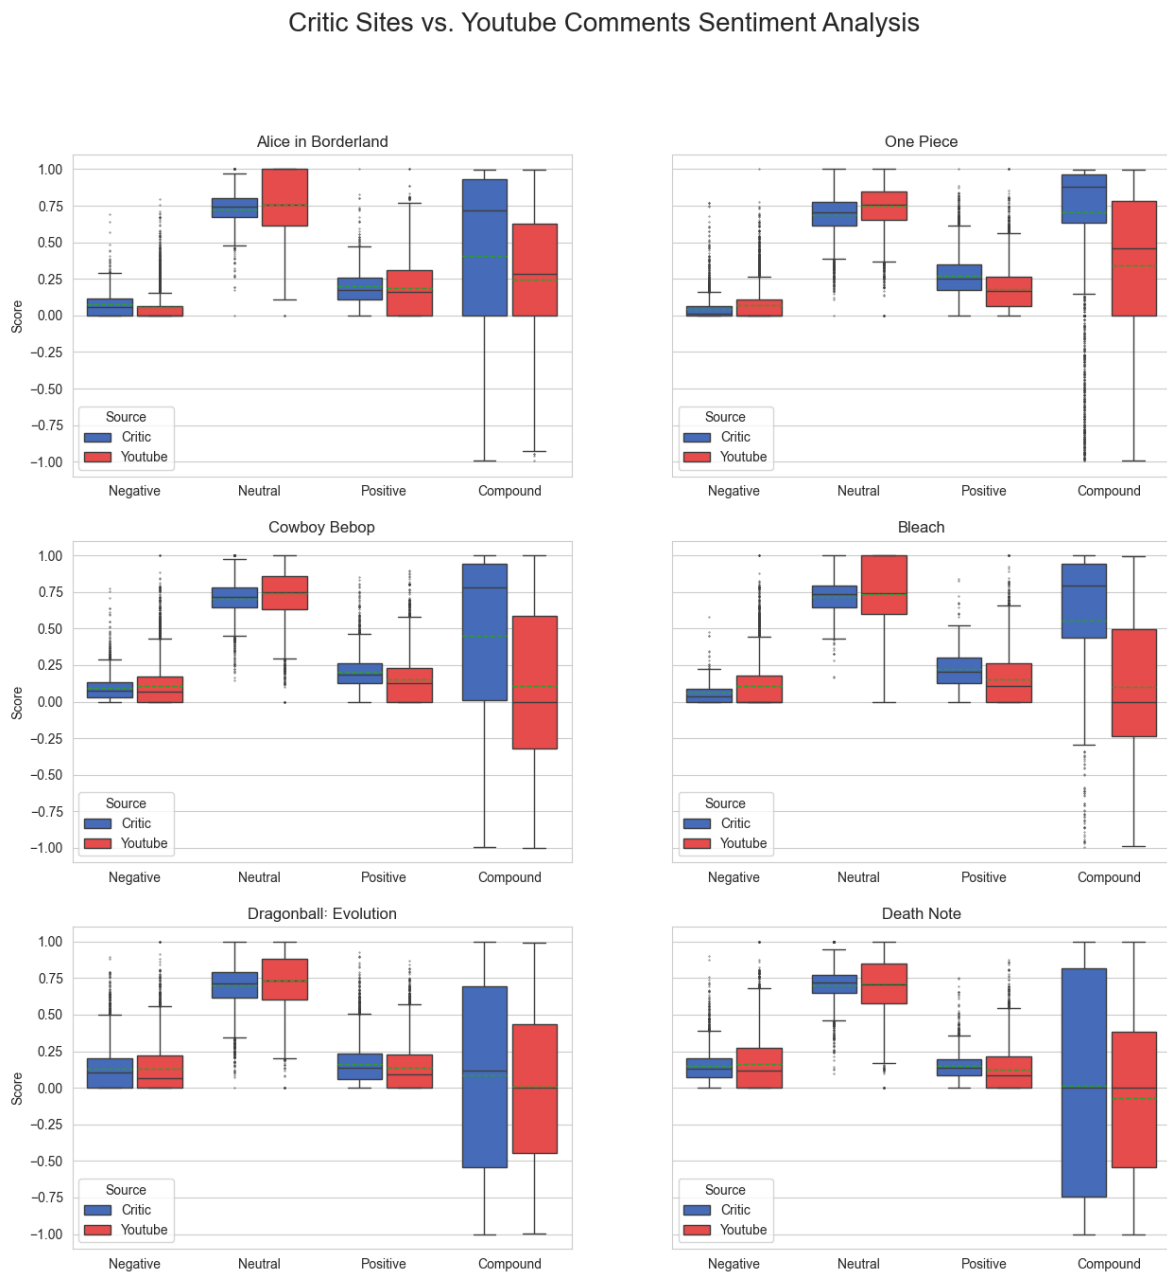 Critic Sites vs. Youtube Comments Sentiment Analysis
Alice in Borderland
1.00
0.75
0.50
0.25
0.00
−0.25
−0.50
−0.75
−1.00
Score
Source
Critic
Youtube
Negative
Neutral
Positive
Compound
One Piece
Source
Critic
Youtube
Negative
Neutral
Positive
Compound
Cowboy Bebop
1.00
0.75
0.50
0.25
0.00
−0.25
−0.50
−0.75
−1.00
Score
Source
Critic
Youtube
Negative
Neutral
Positive
Compound
Bleach
Source
Critic
Youtube
Negative
Neutral
Positive
Compound
Dragonball: Evolution
1.00
0.75
0.50
0.25
0.00
−0.25
−0.50
−0.75
−1.00
Score
Source
Critic
Youtube
Negative
Neutral
Positive
Compound
Death Note
Source
Critic
Youtube
Negative
Neutral
Positive
Compound